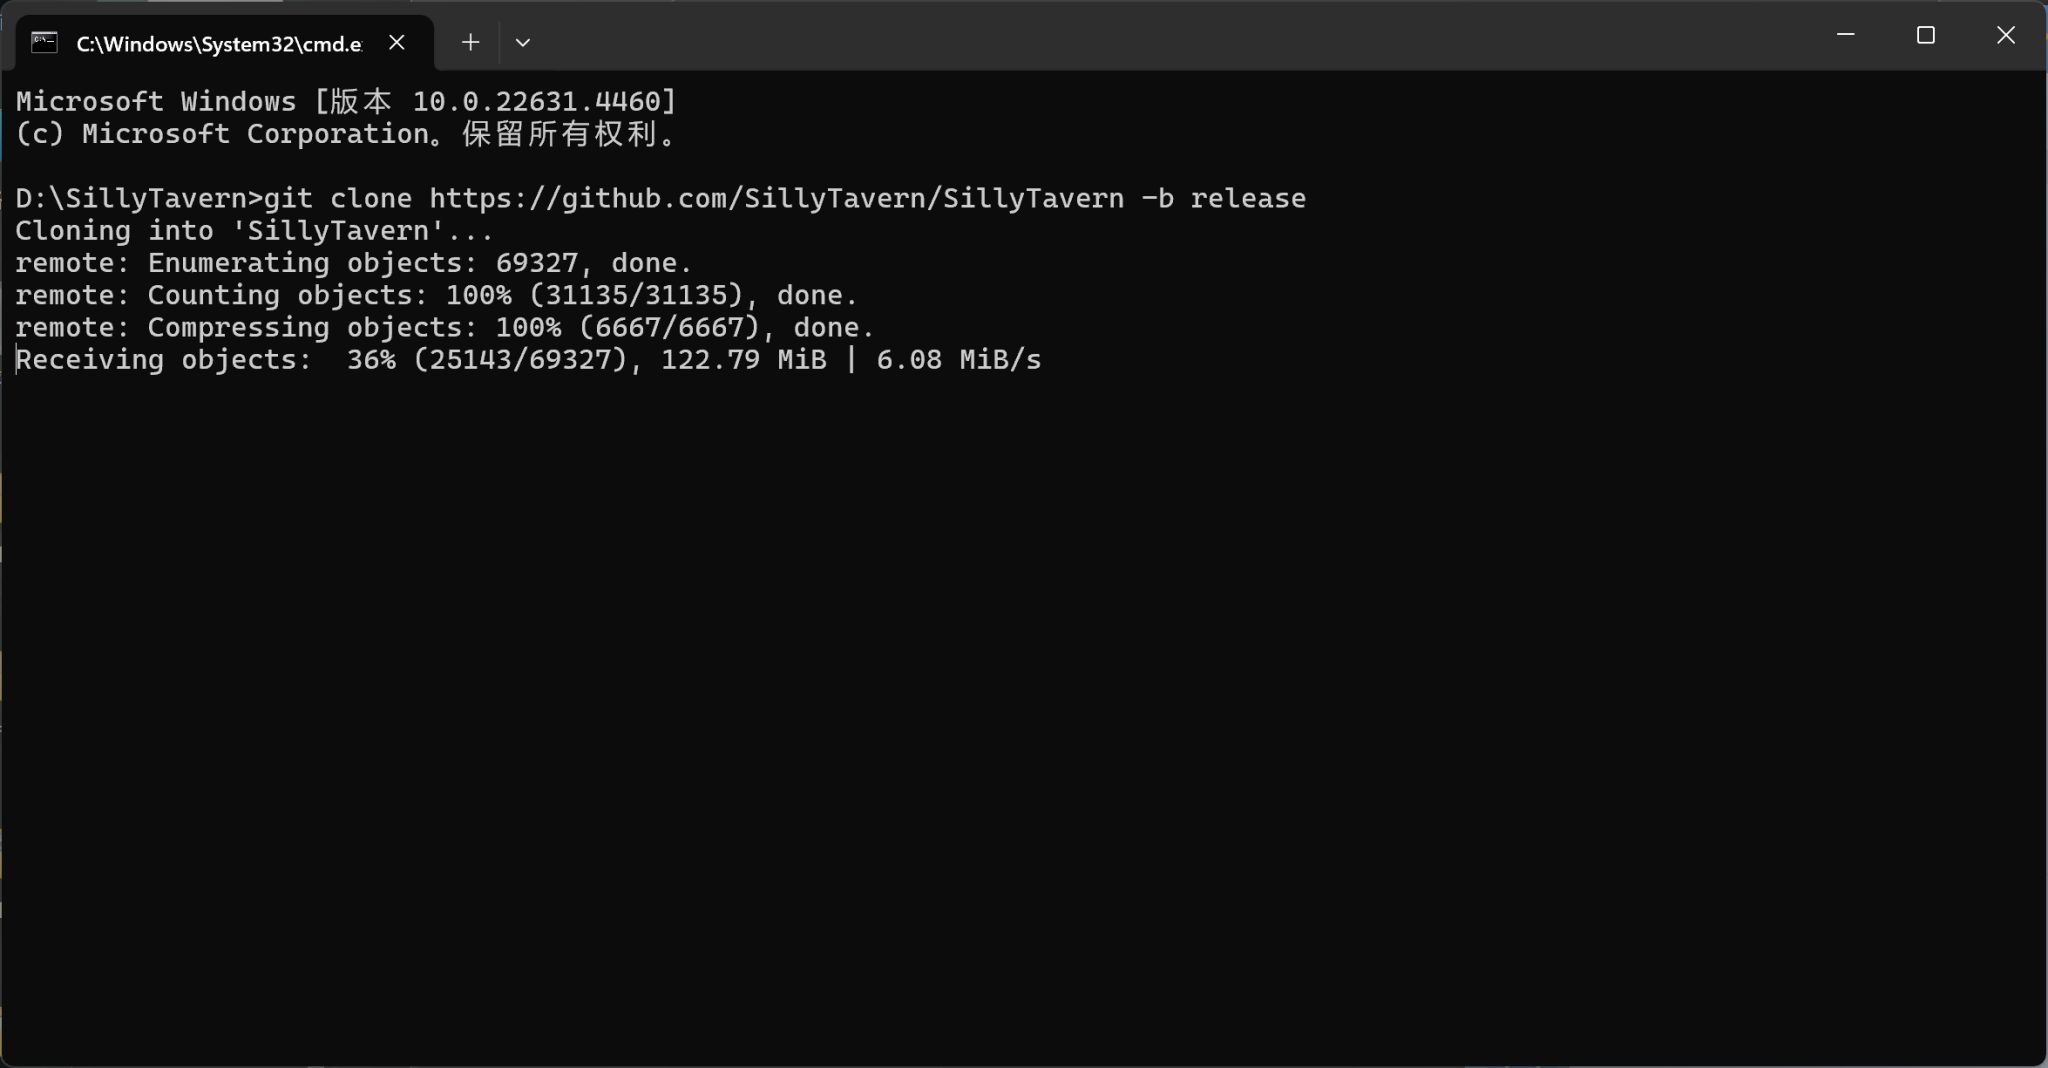 C:\Windows\System32\cmd.e
Microsoft Windows [版本 10.0.22631.4460]
(c) Microsoft Corporation。保留所有权利。
D:\SillyTavern>git clone https://github.com/SillyTavern/SillyTavern -b release
Cloning into 'SillyTavern'...
remote: Enumerating objects: 69327, done.
remote: Counting objects: 100% (31135/31135), done.
remote: Compressing objects: 100% (6667/6667), done.
Receiving objects:  36% (25143/69327), 122.79 MiB | 6.08 MiB/s